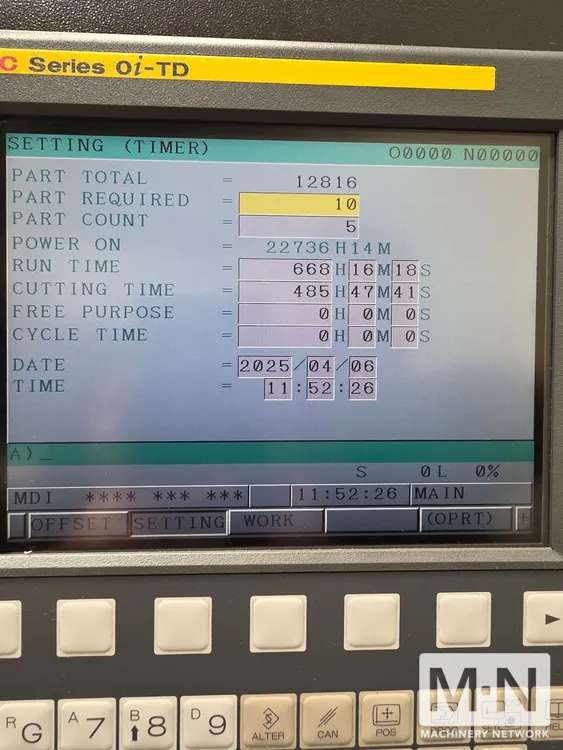 C Series 0i-TD
SETTING (TIMER) O0000 N00000
PART TOTAL = 12816
PART REQUIRED = 10
PART COUNT = 5
POWER ON = 22736H14M
RUN TIME = 668H16M18S
CUTTING TIME = 485H47M41S
FREE PURPOSE = 0H 0M 0S
CYCLE TIME = 0H 0M 0S
DATE = 2025/04/06
TIME = 11:52:26
A)_
S 0L 0%
MDI **** *** *** 11:52:26 MAIN
OFFSET SETTING WORK (OPRT) +
R G A 7 B 8 D 9 ALTER CAN POS
M·N
MACHINERY NETWORK